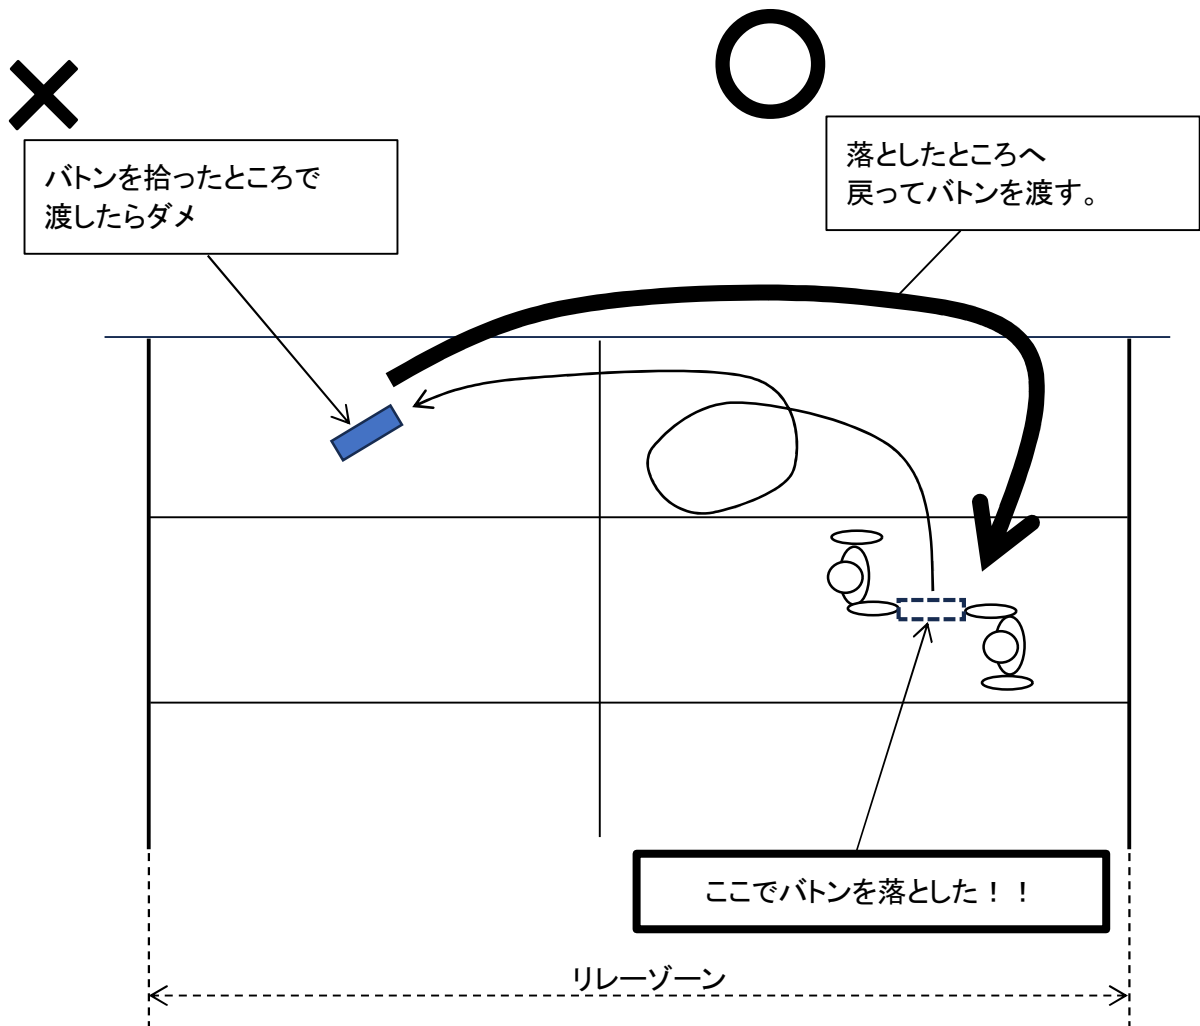 バトンを拾ったところで
渡したらダメ
落としたところへ
戻ってバトンを渡す。
ここでバトンを落とした！！
リレーゾーン